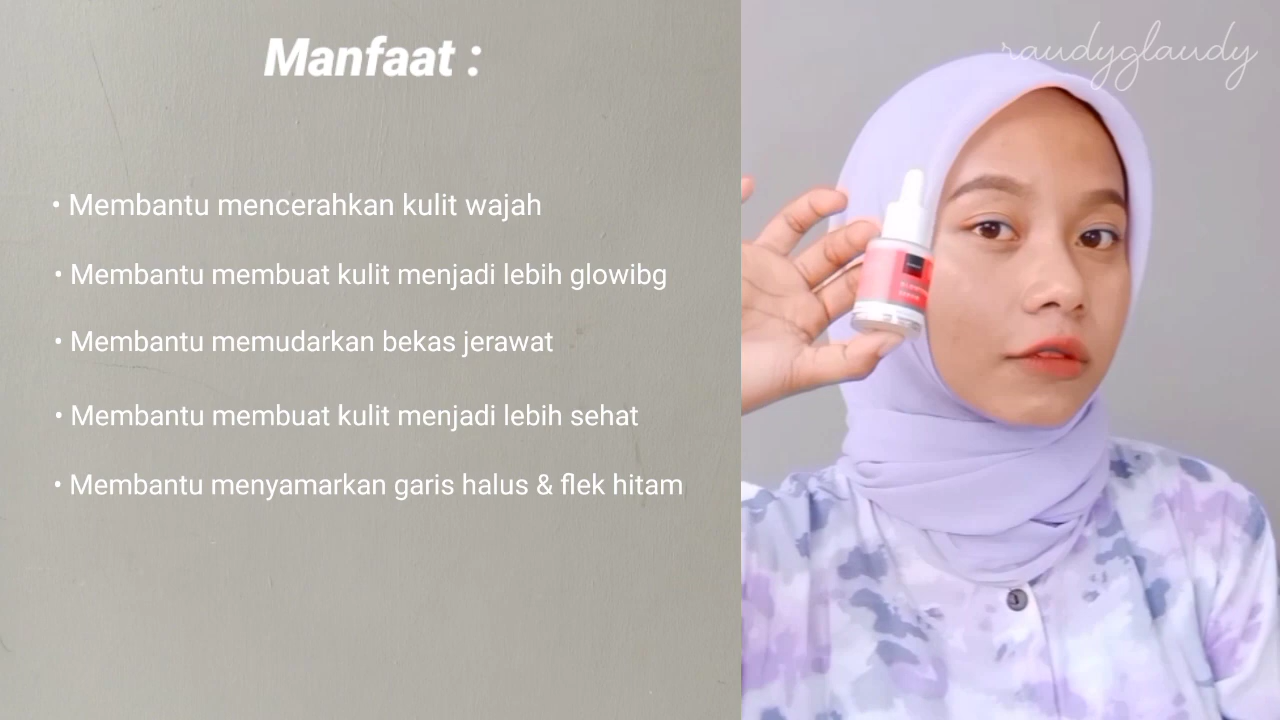 Manfaat :
raudyglaudy
• Membantu mencerahkan kulit wajah
• Membantu membuat kulit menjadi lebih glowibg
• Membantu memudarkan bekas jerawat
• Membantu membuat kulit menjadi lebih sehat
• Membantu menyamarkan garis halus & flek hitam